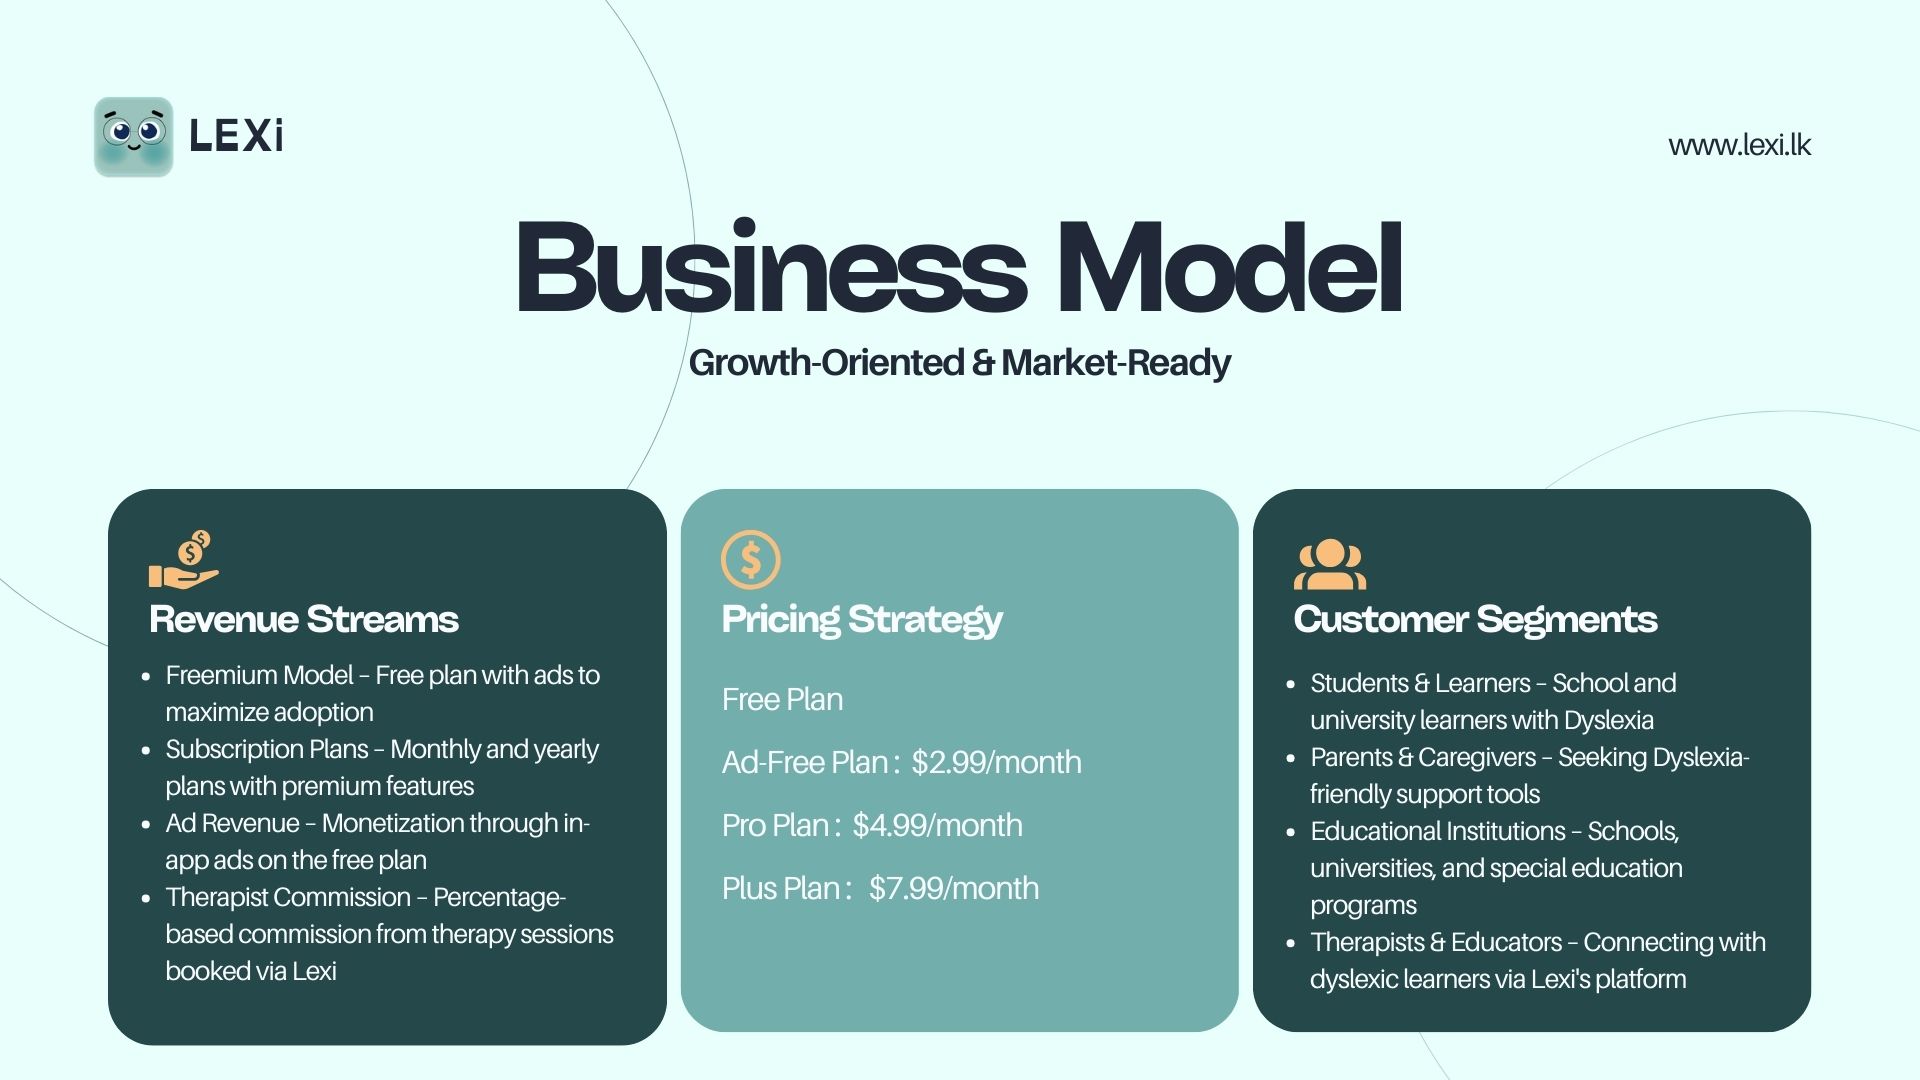 LEXi
www.lexi.lk
Business Model
Growth-Oriented & Market-Ready
Revenue Streams
• Freemium Model – Free plan with ads to
maximize adoption
• Subscription Plans – Monthly and yearly
plans with premium features
• Ad Revenue – Monetization through in-
app ads on the free plan
• Therapist Commission – Percentage-
based commission from therapy sessions
booked via Lexi
Pricing Strategy
Free Plan
Ad-Free Plan : $2.99/month
Pro Plan : $4.99/month
Plus Plan : $7.99/month
Customer Segments
• Students & Learners – School and
university learners with Dyslexia
• Parents & Caregivers – Seeking Dyslexia-
friendly support tools
• Educational Institutions – Schools,
universities, and special education
programs
• Therapists & Educators – Connecting with
dyslexic learners via Lexi's platform